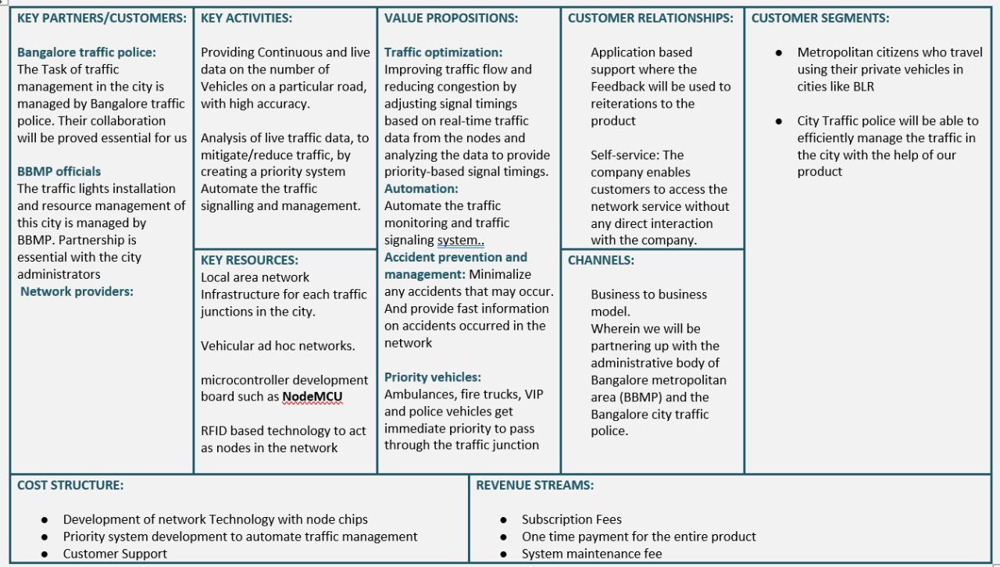 KEY PARTNERS/CUSTOMERS:
Bangalore traffic police:
The Task of traffic
management in the city is
managed by Bangalore traffic
police. Their collaboration
will be proved essential for us
BBMP officials
The traffic lights installation
and resource management of
this city is managed by
BBMP. Partnership is
essential with the city
administrators
Network providers:
KEY ACTIVITIES:
Providing Continuous and live
data on the number of
Vehicles on a particular road,
with high accuracy.
Analysis of live traffic data, to
mitigate/reduce traffic, by
creating a priority system
Automate the traffic
signalling and management.
KEY RESOURCES:
Local area network
Infrastructure for each traffic
junctions in the city.
Vehicular ad hoc networks.
microcontroller development
board such as NodeMCU
RFID based technology to act
as nodes in the network
VALUE PROPOSITIONS:
Traffic optimization:
Improving traffic flow and
reducing congestion by
adjusting signal timings
based on real-time traffic
data from the nodes and
analyzing the data to provide
priority-based signal timings.
Automation:
Automate the traffic
monitoring and traffic
signaling system..
Accident prevention and
management: Minimalize
any accidents that may occur.
And provide fast information
on accidents occurred in the
network
Priority vehicles:
Ambulances, fire trucks, VIP
and police vehicles get
immediate priority to pass
through the traffic junction
CUSTOMER RELATIONSHIPS:
Application based
support where the
Feedback will be used to
reiterations to the
product
Self-service: The
company enables
customers to access the
network service without
any direct interaction
with the company.
CHANNELS:
Business to business
model.
Wherein we will be
partnering up with the
administrative body of
Bangalore metropolitan
area (BBMP) and the
Bangalore city traffic
police.
CUSTOMER SEGMENTS:
● Metropolitan citizens who travel
using their private vehicles in
cities like BLR
● City Traffic police will be able to
efficiently manage the traffic in
the city with the help of our
product
COST STRUCTURE:
● Development of network Technology with node chips
● Priority system development to automate traffic management
● Customer Support
REVENUE STREAMS:
● Subscription Fees
● One time payment for the entire product
● System maintenance fee